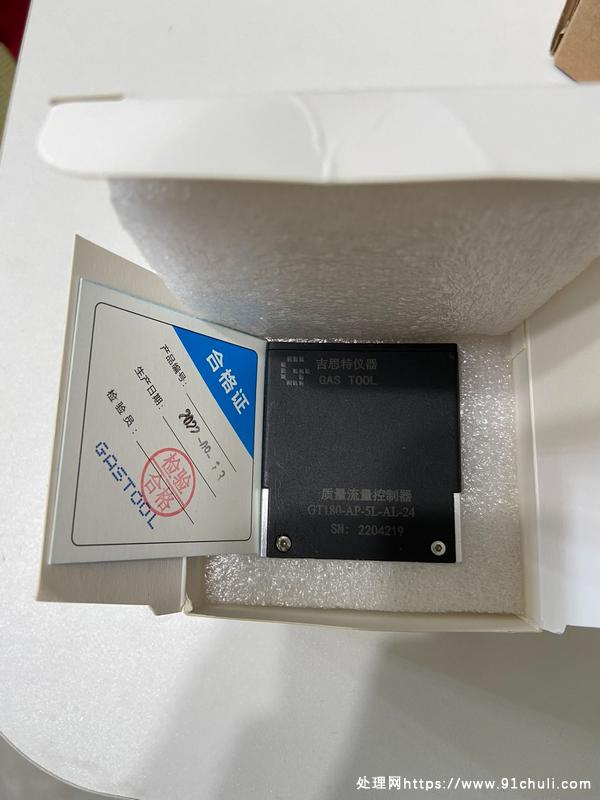 合格证
产品编号:
生产日期: 2022-09-13
检验员:
检验
合格
GASTOOL
吉思特仪器
GAS TOOL
质量流量控制器
GT180-AP-5L-AL-24
SN: 2204219
处理网https://www.91chuli.com